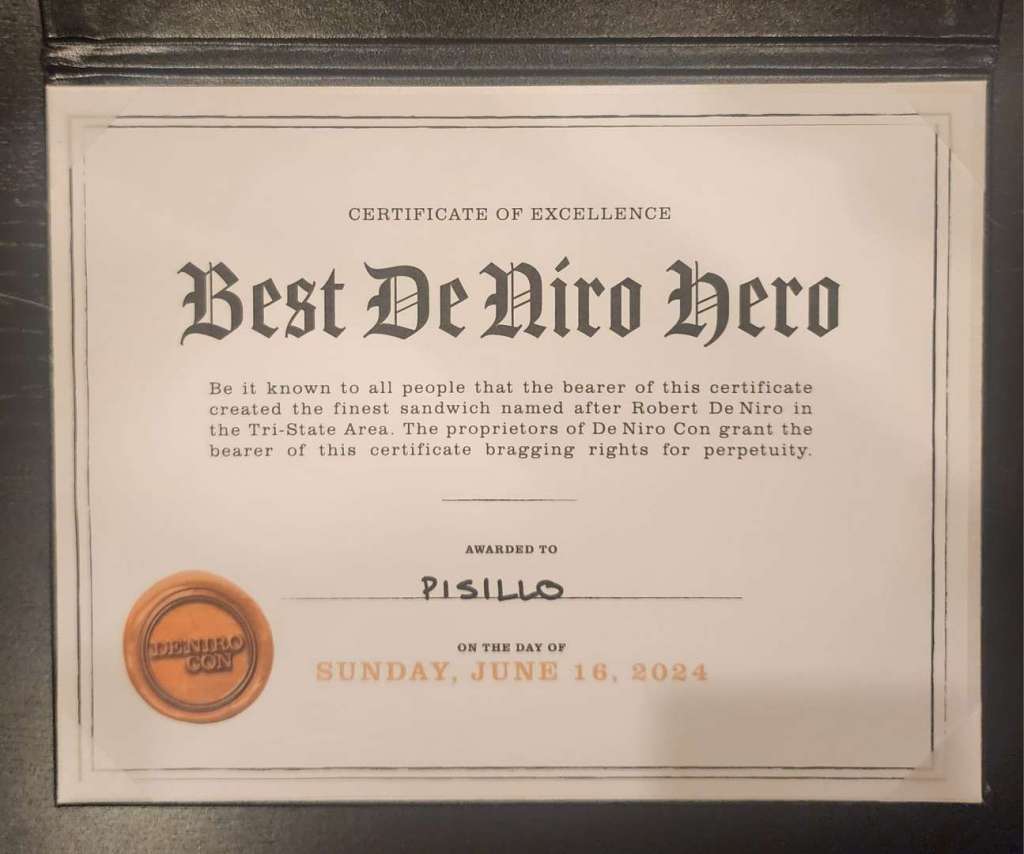 CERTIFICATE OF EXCELLENCE
Best De Niro Hero
Be it known to all people that the bearer of this certificate
created the finest sandwich named after Robert De Niro in
the Tri-State Area. The proprietors of De Niro Con grant the
bearer of this certificate bragging rights for perpetuity.
AWARDED TO
PISILLO
DE NIRO
CON
ON THE DAY OF
SUNDAY, JUNE 16, 2024